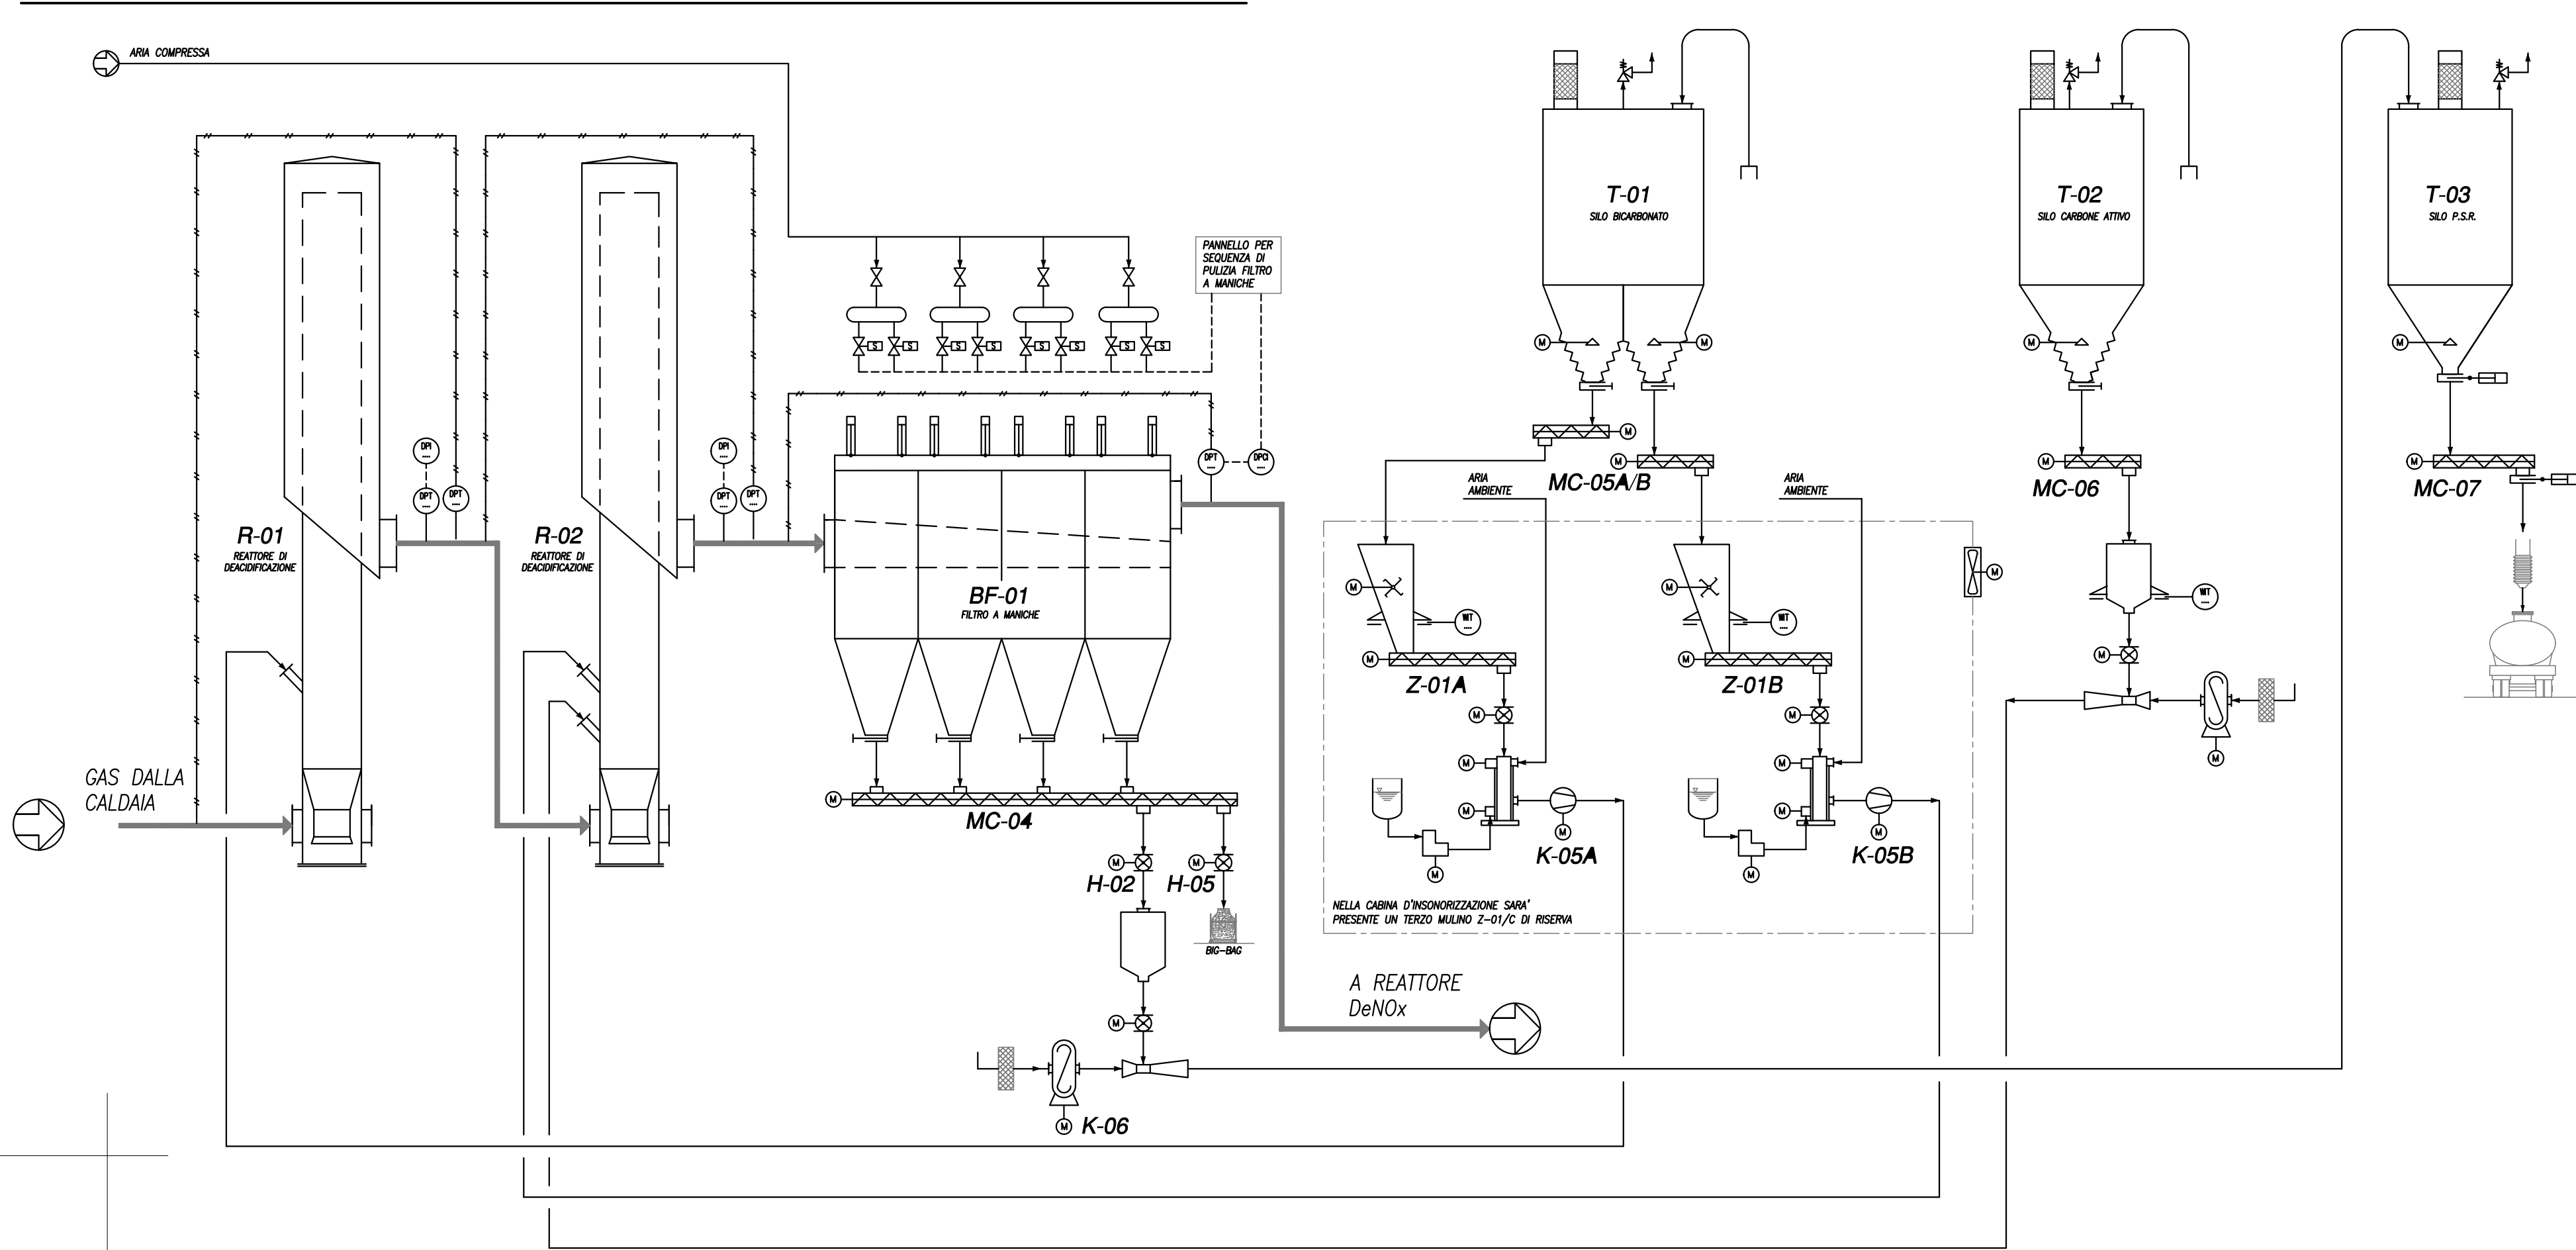 ARIA COMPRESSA
T-01
SILO BICARBONATO
T-02
SILO CARBONE ATTIVO
T-03
SILO P.S.R.
PANNELLO PER
SEQUENZA DI
PULIZIA FILTRO
A MANICHE
S
S
S
S
S
S
S
S
M
M
M
M
M
M
M
M
DPI
....
DPT
....
DPT
....
DPI
....
DPT
....
DPT
....
DPT
....
DPCI
....
MC-05A/B
MC-06
MC-07
ARIA
AMBIENTE
ARIA
AMBIENTE
R-01
REATTORE DI
DEACIDIFICAZIONE
R-02
REATTORE DI
DEACIDIFICAZIONE
BF-01
FILTRO A MANICHE
M
M
M
WIT
....
WIT
....
WIT
....
M
M
M
Z-01A
Z-01B
M
M
M
M
M
GAS DALLA
CALDAIA
M
MC-04
M
M
M
M
K-05A
K-05B
M
M
M
M
H-02
H-05
BIG-BAG
NELLA CABINA D'INSONORIZZAZIONE SARA'
PRESENTE UN TERZO MULINO Z-01/C DI RISERVA
A REATTORE
DeNOx
M
M
K-06